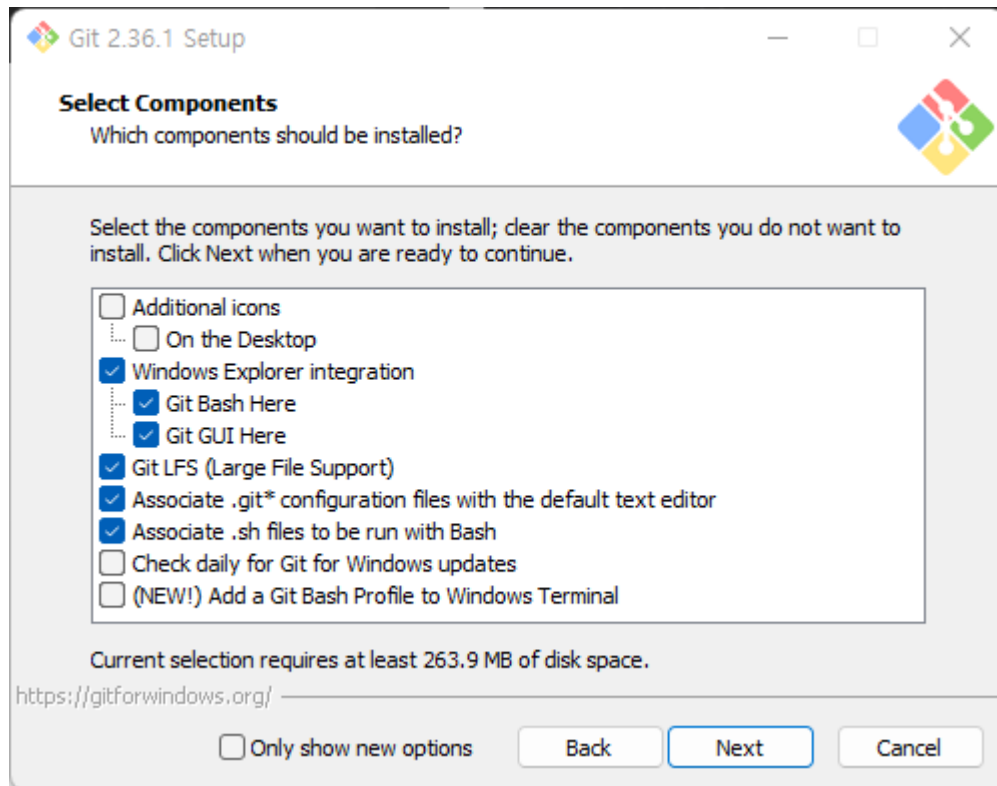 Git 2.36.1 Setup
Select Components
Which components should be installed?
Select the components you want to install; clear the components you do not want to
install. Click Next when you are ready to continue.
Additional icons
On the Desktop
Windows Explorer integration
Git Bash Here
Git GUI Here
Git LFS (Large File Support)
Associate .git* configuration files with the default text editor
Associate .sh files to be run with Bash
Check daily for Git for Windows updates
(NEW!) Add a Git Bash Profile to Windows Terminal
Current selection requires at least 263.9 MB of disk space.
https://gitforwindows.org/
Only show new options
Back
Next
Cancel